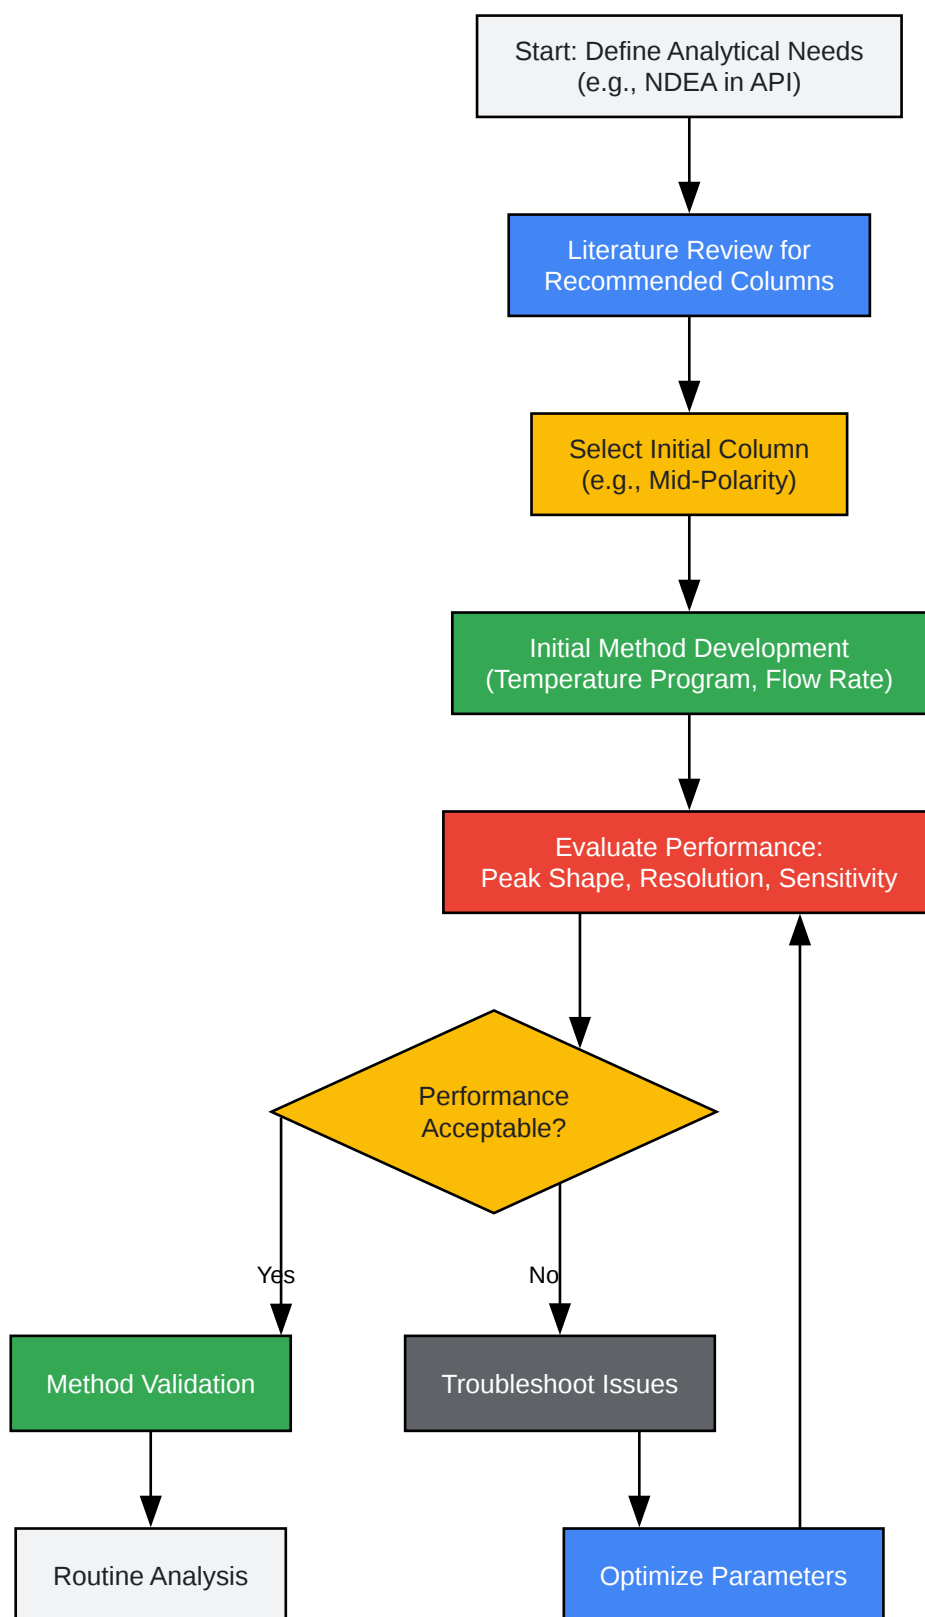 Start: Define Analytical Needs
(e.g., NDEA in API)
Literature Review for
Recommended Columns
Select Initial Column
(e.g., Mid-Polarity)
Initial Method Development
(Temperature Program, Flow Rate)
Evaluate Performance:
Peak Shape, Resolution, Sensitivity
Performance
Acceptable?
Yes
No
Method Validation
Troubleshoot Issues
Routine Analysis
Optimize Parameters